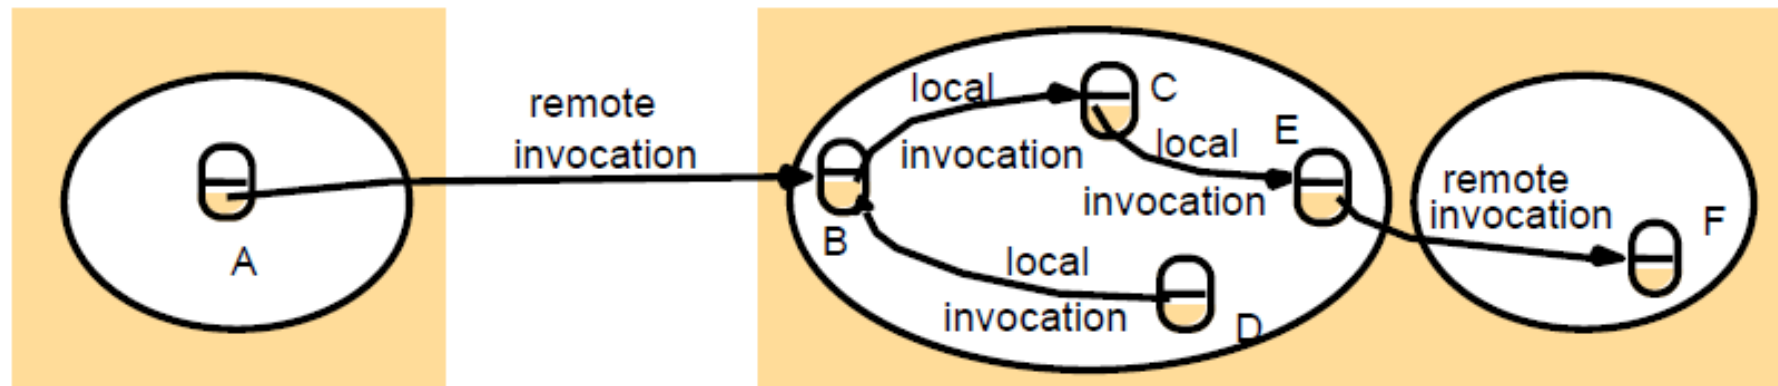 remote
invocation
A
B
local
invocation
C
local
invocation
E
local
invocation
D
remote
invocation
F